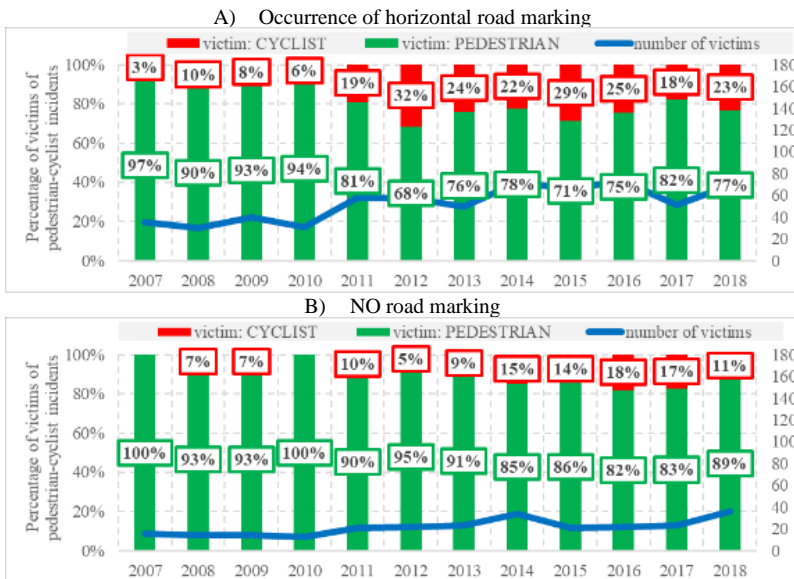 A) Occurrence of horizontal road marking
victim: CYCLIST victim: PEDESTRIAN number of victims
Percentage of victims of
pedestrian-cyclist incidents
100%
80%
60%
40%
20%
0%
3% 10% 8% 6% 19% 32% 24% 22% 29% 25% 18% 23%
97% 90% 93% 94% 81% 68% 76% 78% 71% 75% 82% 77%
180
160
140
120
100
80
60
40
20
0
2007 2008 2009 2010 2011 2012 2013 2014 2015 2016 2017 2018
B) NO road marking
victim: CYCLIST victim: PEDESTRIAN number of victims
Percentage of victims of
pedestrian-cyclist incidents
100%
80%
60%
40%
20%
0%
7% 7% 10% 5% 9% 15% 14% 18% 17% 11%
100% 93% 93% 100% 90% 95% 91% 85% 86% 82% 83% 89%
180
160
140
120
100
80
60
40
20
0
2007 2008 2009 2010 2011 2012 2013 2014 2015 2016 2017 2018